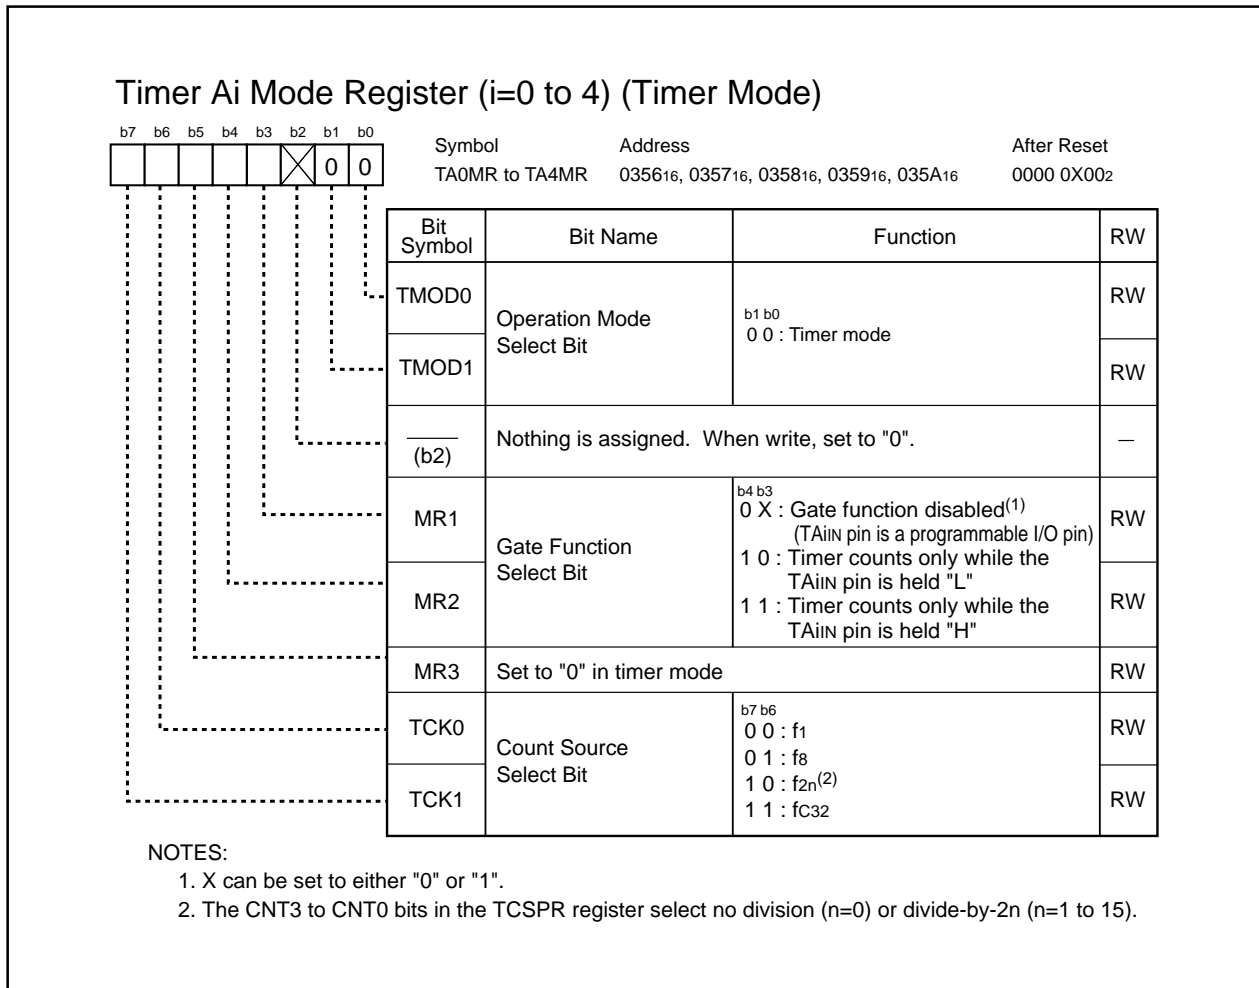 Timer Ai Mode Register (i=0 to 4) (Timer Mode)
b7 b6 b5 b4 b3 b2 b1 b0
0 0
Symbol Address After Reset
TA0MR to TA4MR 035616, 035716, 035816, 035916, 035A16 0000 0X002
Bit Symbol Bit Name Function RW
TMOD0 RW
Operation Mode
Select Bit
b1 b0
0 0 : Timer mode
TMOD1 RW
(b2) Nothing is assigned. When write, set to "0". —
MR1 RW
Gate Function
Select Bit
b4 b3
0 X : Gate function disabled(1)
(TAiIN pin is a programmable I/O pin)
1 0 : Timer counts only while the
TAiIN pin is held "L"
1 1 : Timer counts only while the
TAiIN pin is held "H"
MR2 RW
MR3 Set to "0" in timer mode RW
TCK0 RW
Count Source
Select Bit
b7 b6
0 0 : f1
0 1 : f8
1 0 : f2n(2)
1 1 : fC32
TCK1 RW
NOTES:
1. X can be set to either "0" or "1".
2. The CNT3 to CNT0 bits in the TCSPR register select no division (n=0) or divide-by-2n (n=1 to 15).